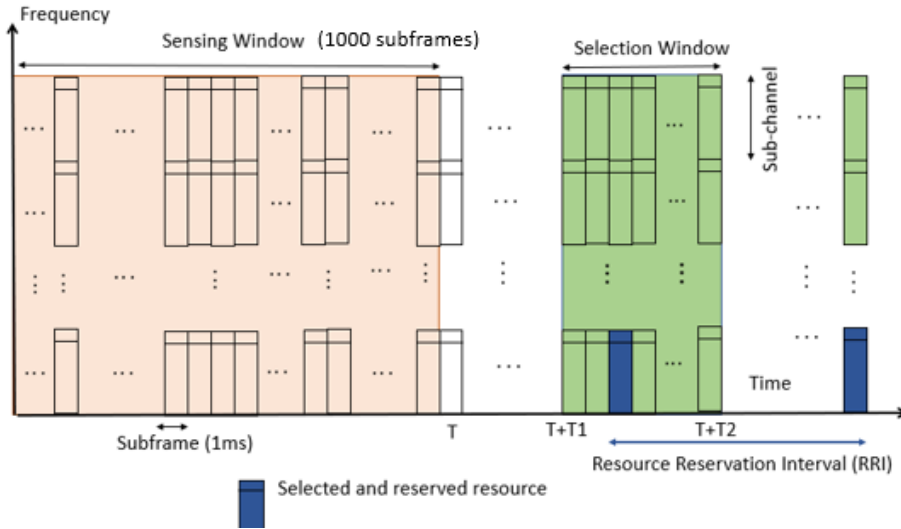 Frequency
Sensing Window (1000 subframes)
Selection Window
Sub-channel
Time
T
T+T1
T+T2
Subframe (1ms)
Resource Reservation Interval (RRI)
Selected and reserved resource